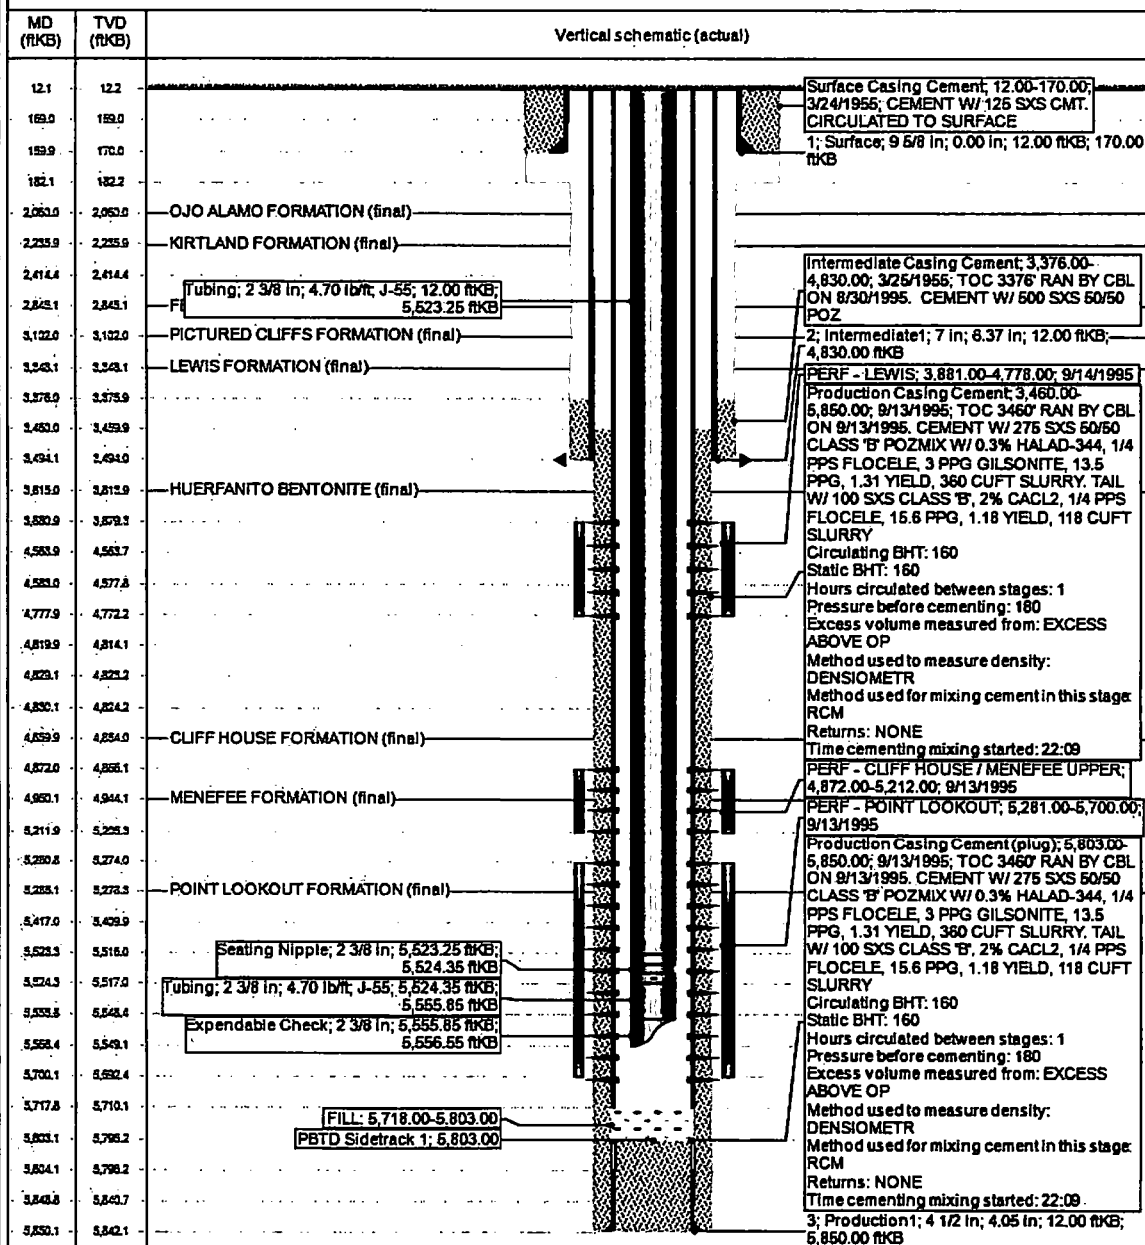 MD
(ftKB)
TVD
(ftKB)
Vertical schematic (actual)
12.1 12.2
159.0 159.0
159.9 170.0
182.1 182.2
2,053.0 2,053.0
2,235.9 2,235.9
2,414.4 2,414.4
2,843.1 2,843.1
3,102.0 3,102.0
3,343.1 3,343.1
3,376.0 3,375.9
3,460.0 3,459.9
3,494.1 3,494.0
3,815.0 3,812.9
3,880.9 3,879.3
4,563.9 4,563.7
4,583.0 4,577.8
4,777.9 4,772.2
4,819.9 4,814.1
4,829.1 4,823.2
4,830.1 4,824.2
4,859.9 4,854.0
4,872.0 4,866.1
4,950.1 4,944.1
5,211.9 5,205.3
5,280.8 5,274.0
5,417.0 5,409.9
5,523.3 5,516.0
5,524.3 5,517.0
5,555.8 5,548.4
5,556.4 5,549.1
5,700.1 5,692.4
5,717.8 5,710.1
5,803.1 5,795.2
5,804.1 5,796.2
5,848.8 5,840.7
5,850.1 5,842.1
OJO ALAMO FORMATION (final)
KIRTLAND FORMATION (final)
Tubing; 2 3/8 in; 4.70 lb/ft; J-55; 12.00 ftKB;
5,523.25 ftKB
PICTURED CLIFFS FORMATION (final)
LEWIS FORMATION (final)
HUERFANITO BENTONITE (final)
CLIFF HOUSE FORMATION (final)
MENEFEE FORMATION (final)
POINT LOOKOUT FORMATION (final)
Seating Nipple; 2 3/8 in; 5,523.25 ftKB;
5,524.35 ftKB
Tubing; 2 3/8 in; 4.70 lb/ft; J-55; 5,524.35 ftKB;
5,555.85 ftKB
Expendable Check; 2 3/8 in; 5,555.85 ftKB;
5,556.55 ftKB
FILL; 5,718.00-5,803.00
PBTD Sidetrack 1; 5,803.00
Surface Casing Cement; 12.00-170.00;
3/24/1955; CEMENT W/ 125 SXS CMT.
CIRCULATED TO SURFACE
1; Surface; 9 5/8 in; 0.00 in; 12.00 ftKB; 170.00
ftKB
Intermediate Casing Cement; 3,376.00-
4,830.00; 3/25/1955; TOC 3376' RAN BY CBL
ON 8/30/1995. CEMENT W/ 500 SXS 50/50
POZ
2; Intermediate1; 7 in; 6.37 in; 12.00 ftKB;
4,830.00 ftKB
PERF - LEWIS; 3,881.00-4,778.00; 9/14/1995
Production Casing Cement; 3,460.00-
5,850.00; 9/13/1995; TOC 3460' RAN BY CBL
ON 9/13/1995. CEMENT W/ 275 SXS 50/50
CLASS 'B' POZMIX W/ 0.3% HALAD-344, 1/4
PPS FLOCELE, 3 PPG GILSONITE, 13.5
PPG, 1.31 YIELD, 360 CUFT SLURRY. TAIL
W/ 100 SXS CLASS 'B', 2% CACL2, 1/4 PPS
FLOCELE, 15.6 PPG, 1.18 YIELD, 118 CUFT
SLURRY
Circulating BHT: 160
Static BHT: 160
Hours circulated between stages: 1
Pressure before cementing: 180
Excess volume measured from: EXCESS
ABOVE OP
Method used to measure density:
DENSIOMETR
Method used for mixing cement in this stage:
RCM
Returns: NONE
Time cementing mixing started: 22:09
PERF - CLIFF HOUSE / MENEFEE UPPER;
4,872.00-5,212.00; 9/13/1995
PERF - POINT LOOKOUT; 5,281.00-5,700.00;
9/13/1995
Production Casing Cement (plug); 5,803.00-
5,850.00; 9/13/1995; TOC 3460' RAN BY CBL
ON 9/13/1995. CEMENT W/ 275 SXS 50/50
CLASS 'B' POZMIX W/ 0.3% HALAD-344, 1/4
PPS FLOCELE, 3 PPG GILSONITE, 13.5
PPG, 1.31 YIELD, 360 CUFT SLURRY. TAIL
W/ 100 SXS CLASS 'B', 2% CACL2, 1/4 PPS
FLOCELE, 15.6 PPG, 1.18 YIELD, 118 CUFT
SLURRY
Circulating BHT: 160
Static BHT: 160
Hours circulated between stages: 1
Pressure before cementing: 180
Excess volume measured from: EXCESS
ABOVE OP
Method used to measure density:
DENSIOMETR
Method used for mixing cement in this stage:
RCM
Returns: NONE
Time cementing mixing started: 22:09
3; Production1; 4 1/2 in; 4.05 in; 12.00 ftKB;
5,850.00 ftKB